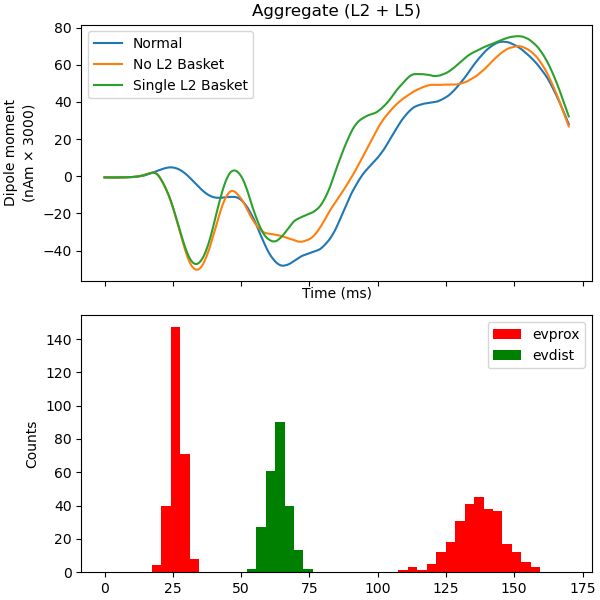 Aggregate (L2 + L5)
Dipole moment
(nAm × 3000)
80
60
40
20
0
−20
−40
Normal
No L2 Basket
Single L2 Basket
Time (ms)
Counts
140
120
100
80
60
40
20
0
evprox
evdist
0 25 50 75 100 125 150 175